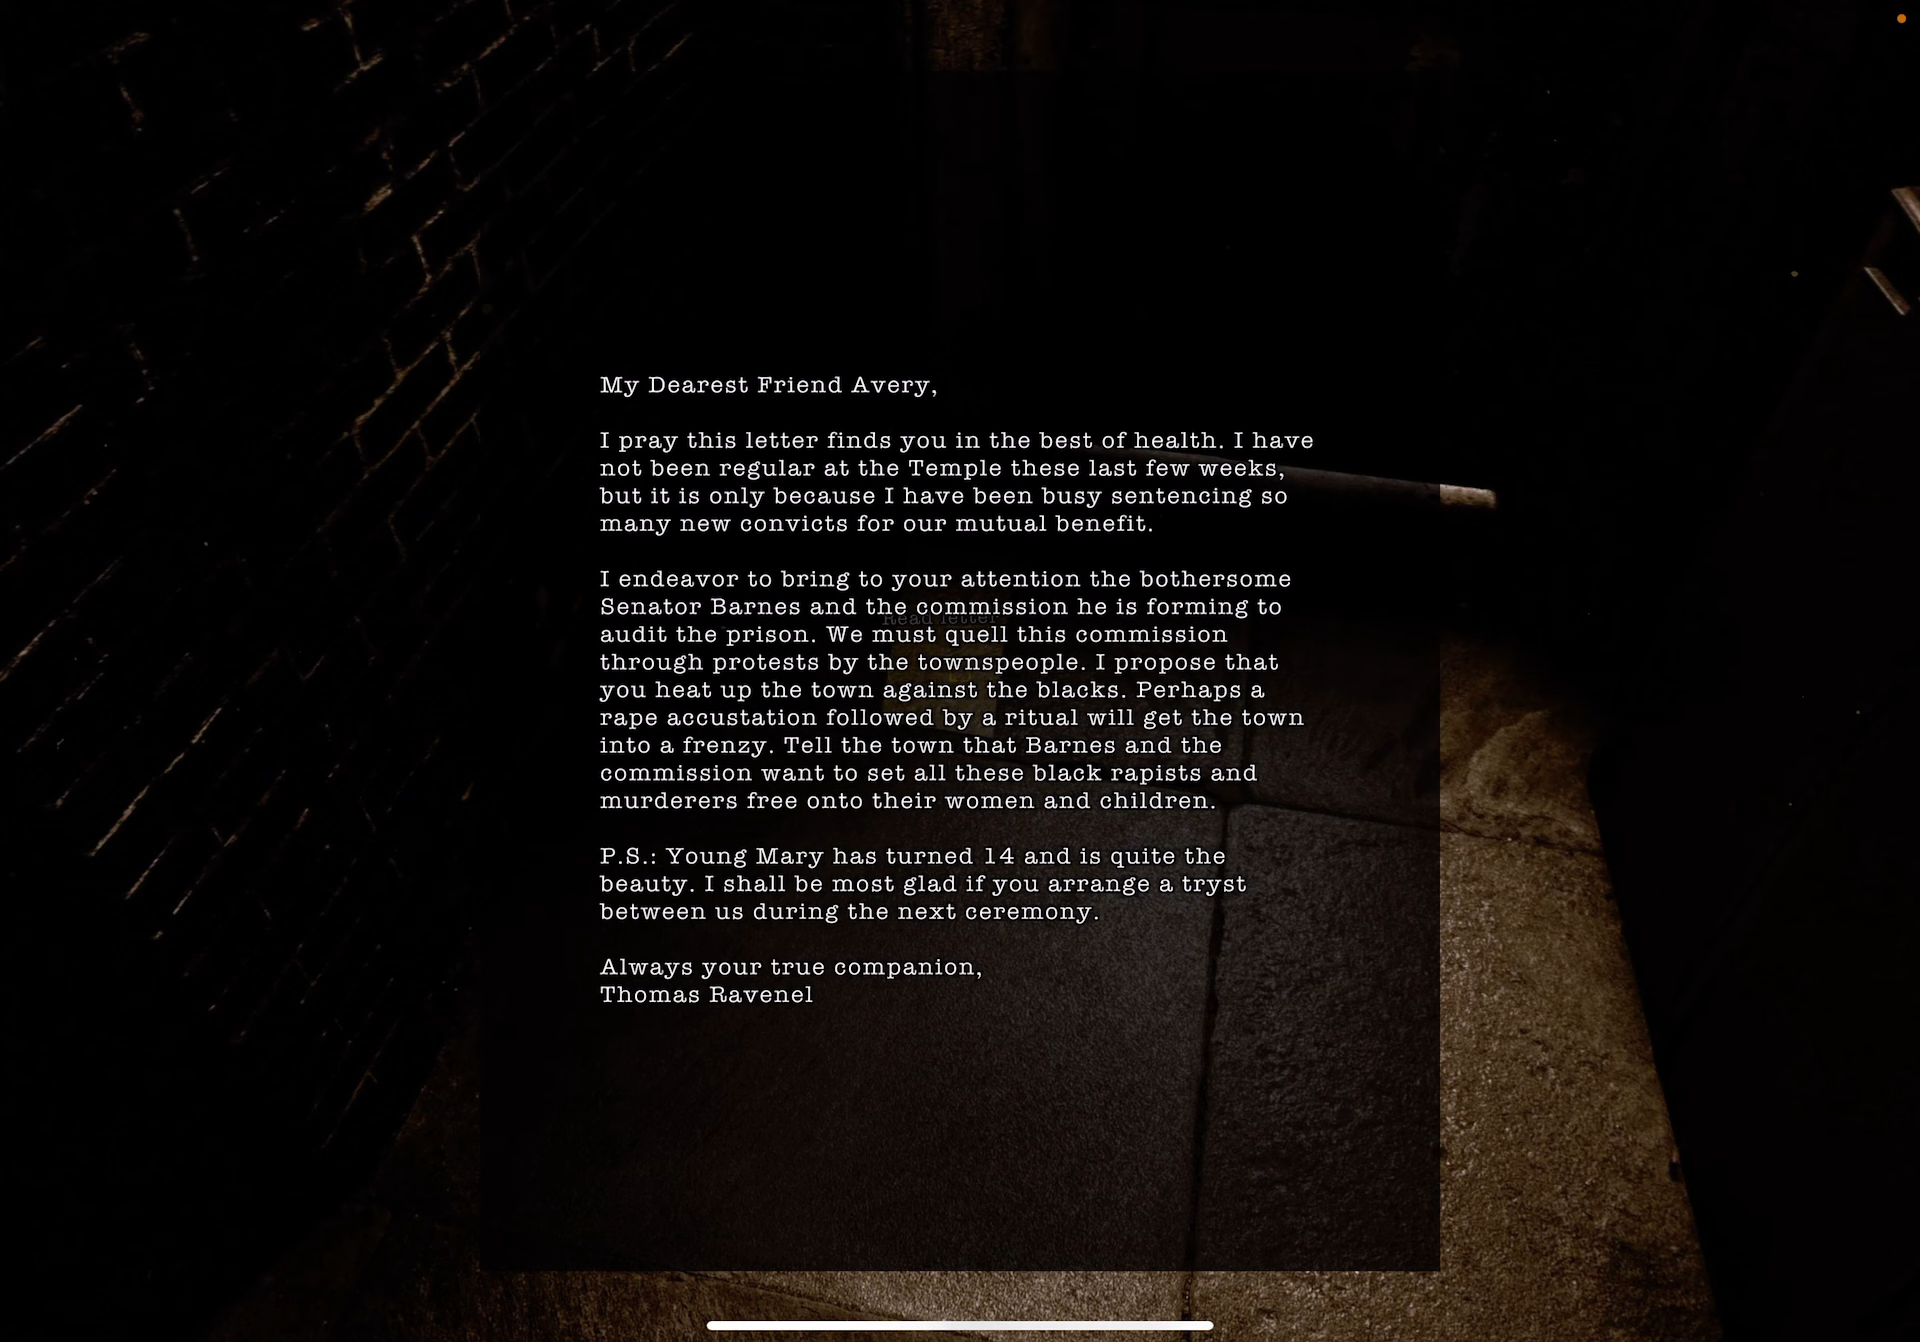 My Dearest Friend Avery,
I pray this letter finds you in the best of health. I have
not been regular at the Temple these last few weeks,
but it is only because I have been busy sentencing so
many new convicts for our mutual benefit.
I endeavor to bring to your attention the bothersome
Senator Barnes and the commission he is forming to
audit the prison. We must quell this commission
through protests by the townspeople. I propose that
you heat up the town against the blacks. Perhaps a
rape accustation followed by a ritual will get the town
into a frenzy. Tell the town that Barnes and the
commission want to set all these black rapists and
murderers free onto their women and children.
P.S.: Young Mary has turned 14 and is quite the
beauty. I shall be most glad if you arrange a tryst
between us during the next ceremony.
Always your true companion,
Thomas Ravenel
Read letter